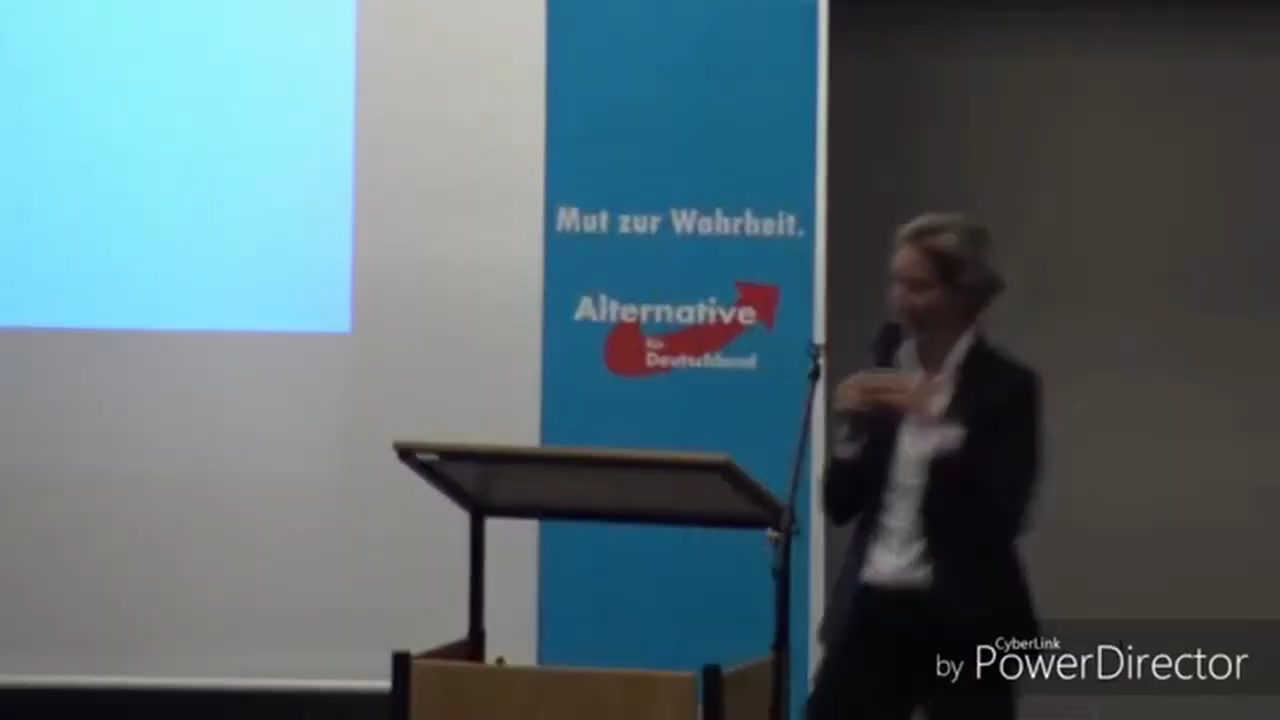 Mut zur Wahrheit.
Alternative
für
Deutschland
CyberLink
by PowerDirector